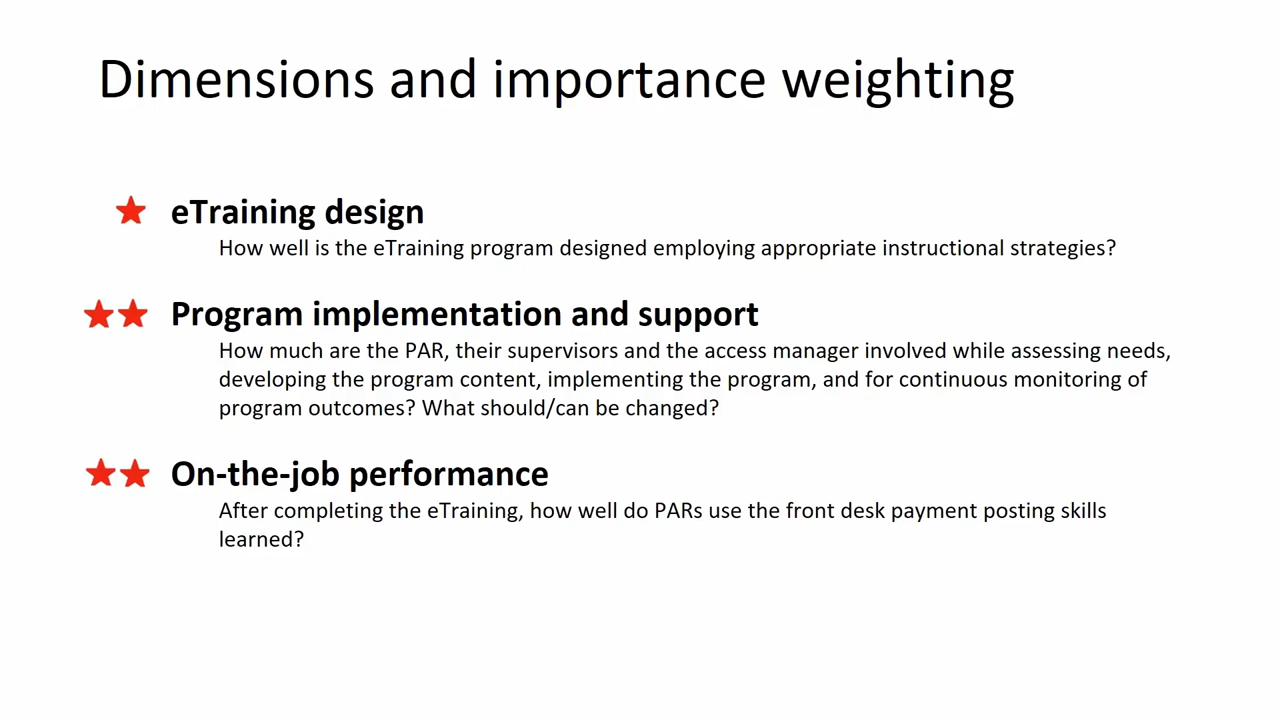 Dimensions and importance weighting
eTraining design
How well is the eTraining program designed employing appropriate instructional strategies?
Program implementation and support
How much are the PAR, their supervisors and the access manager involved while assessing needs,
developing the program content, implementing the program, and for continuous monitoring of
program outcomes? What should/can be changed?
On-the-job performance
After completing the eTraining, how well do PARs use the front desk payment posting skills
learned?